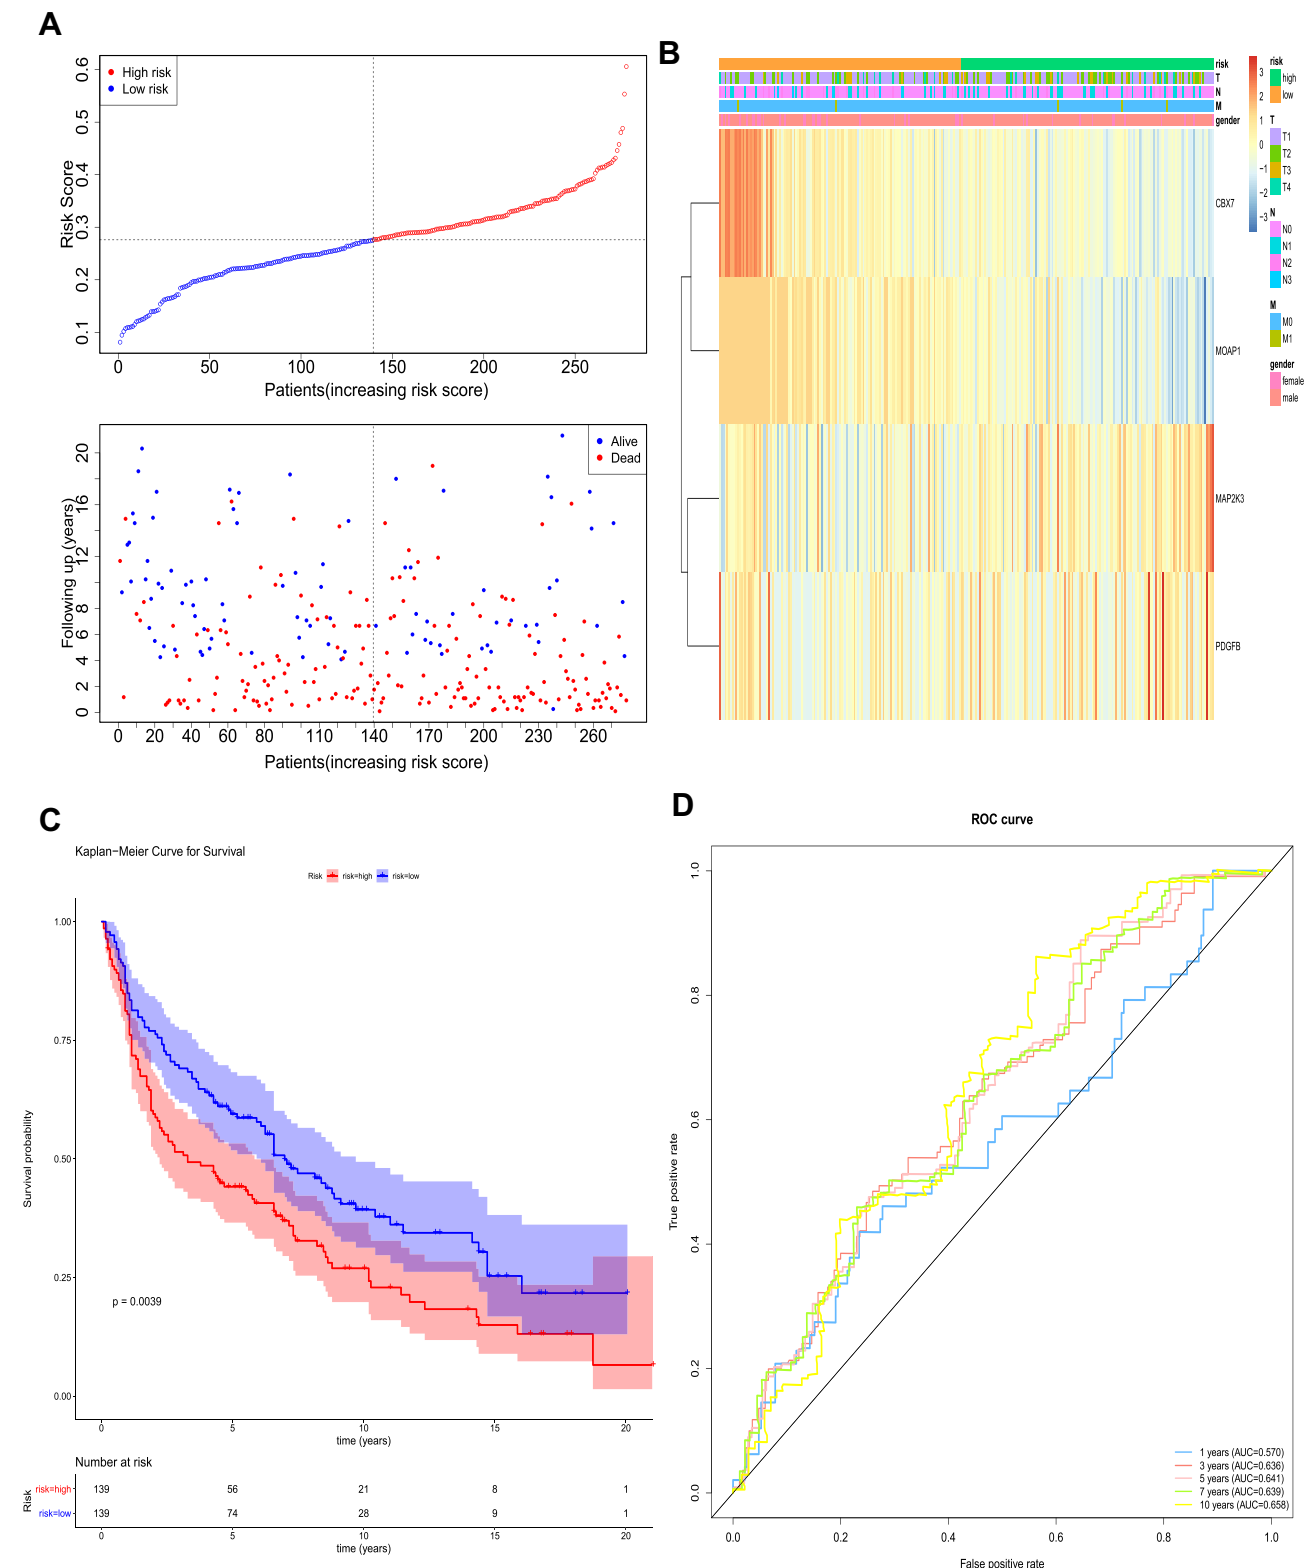 A
High risk
Low risk
Risk Score
0.1
0.2
0.3
0.4
0.5
0.6
0
50
100
150
200
250
Patients(increasing risk score)
Alive
Dead
Following up (years)
0
2
4
6
8
12
16
20
0
20
40
60
80
110
140
170
200
230
260
Patients(increasing risk score)
B
risk
T
N
M
gender
CBX7
MOAP1
MAP2K3
PDGFB
3
2
1
0
−1
−2
−3
risk
high
low
T
T1
T2
T3
T4
N
N0
N1
N2
N3
M
M0
M1
gender
female
male
C
Kaplan−Meier Curve for Survival
Risk risk=high risk=low
Survival probability
1.00
0.75
0.50
0.25
0.00
p = 0.0039
0 5 10 15 20
time (years)
Number at risk
Risk
risk=high 139 56 21 8 1
risk=low 139 74 28 9 1
0 5 10 15 20
time (years)
D
ROC curve
True positive rate
0.0
0.2
0.4
0.6
0.8
1.0
1 years (AUC=0.570)
3 years (AUC=0.636)
5 years (AUC=0.641)
7 years (AUC=0.639)
10 years (AUC=0.658)
0.0 0.2 0.4 0.6 0.8 1.0
False positive rate